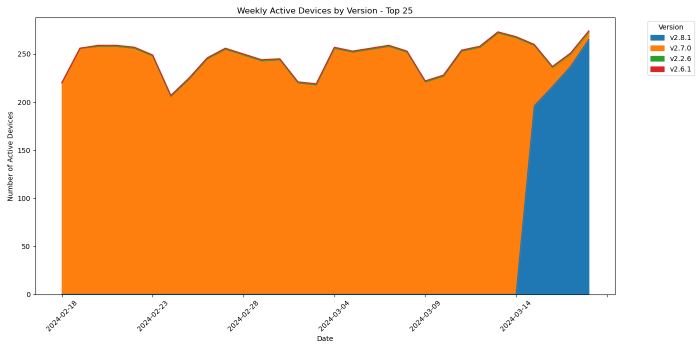 Weekly Active Devices by Version - Top 25
Number of Active Devices
250
200
150
100
50
0
2024-02-18
2024-02-23
2024-02-28
2024-03-04
2024-03-09
2024-03-14
Date
Version
v2.8.1
v2.7.0
v2.2.6
v2.6.1